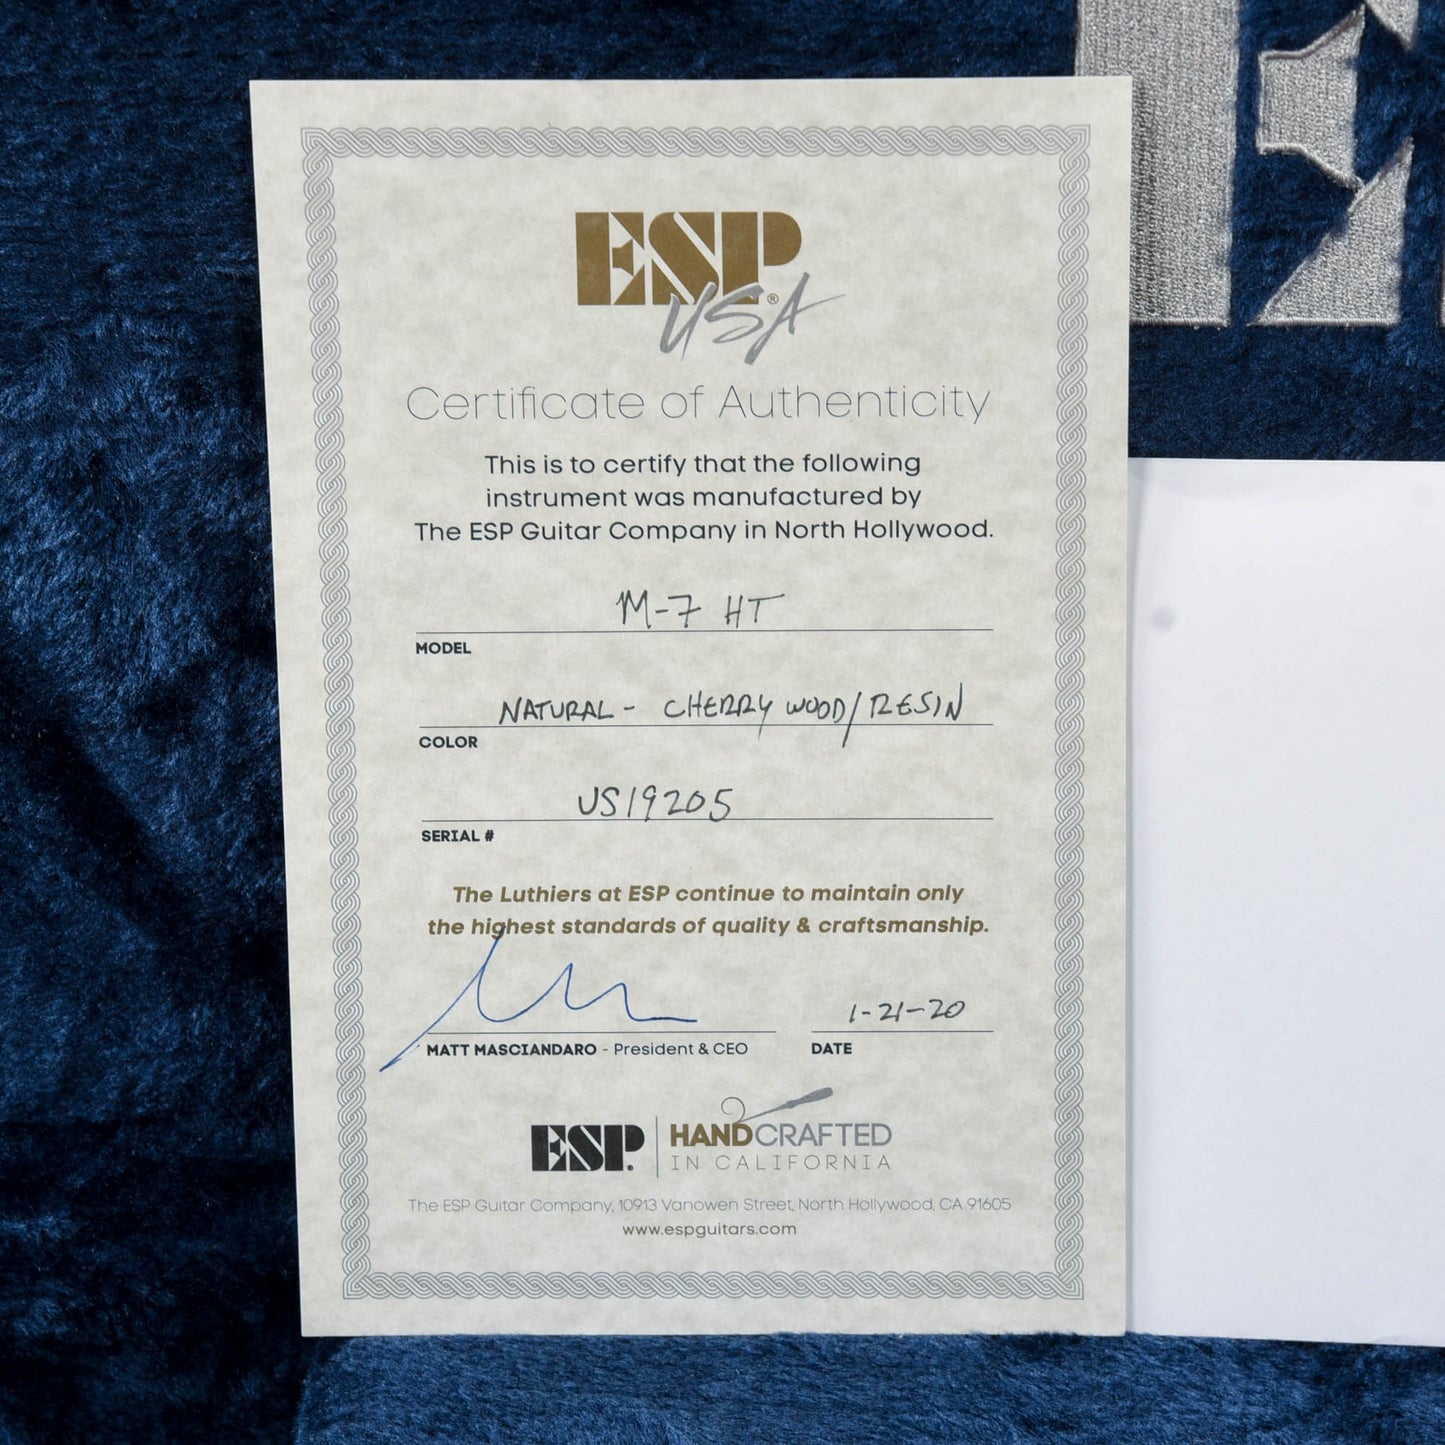 ESP®
USA
Certificate of Authenticity
This is to certify that the following
instrument was manufactured by
The ESP Guitar Company in North Hollywood.
M-7 HT
MODEL
NATURAL - CHERRY WOOD/RESIN
COLOR
US19205
SERIAL #
The Luthiers at ESP continue to maintain only
the highest standards of quality & craftsmanship.
1-21-20
MATT MASCIANDARO - President & CEO DATE
ESP. HANDCRAFTED
IN CALIFORNIA
The ESP Guitar Company, 10913 Vanowen Street, North Hollywood, CA 91605
www.espguitars.com